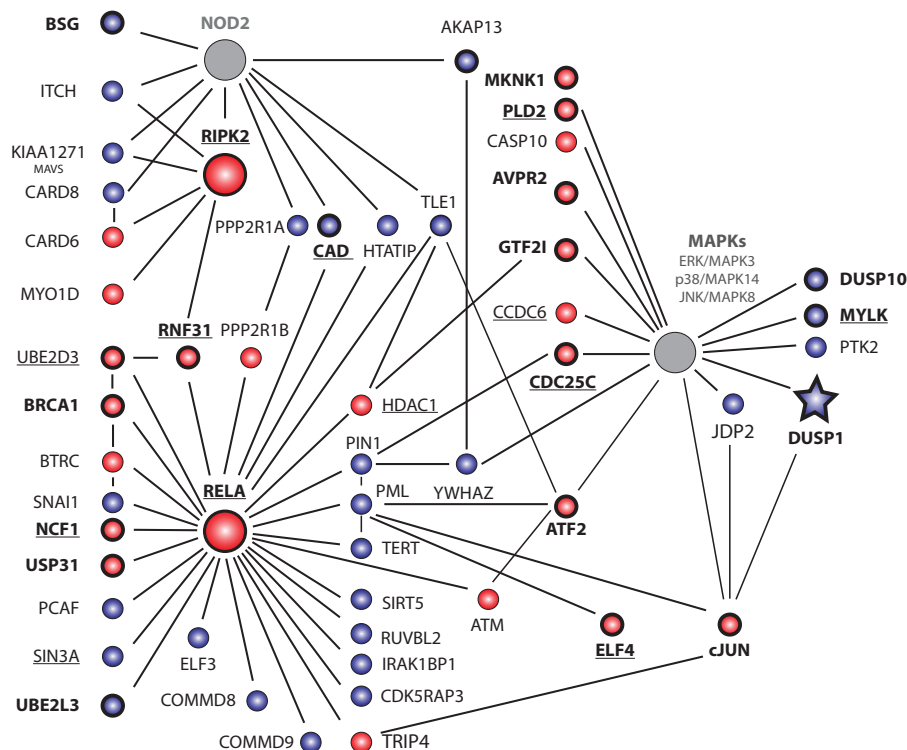 BSG
NOD2
AKAP13
ITCH
MKNK1
PLD2
RIPK2
CASP10
KIAA1271
MAVS
CARD8
AVPR2
TLE1
PPP2R1A
CARD6
CAD
HTATIP
GTF2I
MAPKs
ERK/MAPK3
p38/MAPK14
JNK/MAPK8
DUSP10
MYO1D
CCDC6
MYLK
RNF31
PPP2R1B
UBE2D3
PTK2
CDC25C
BRCA1
HDAC1
JDP2
DUSP1
PIN1
BTRC
RELA
PML
YWHAZ
SNAI1
NCF1
ATF2
TERT
USP31
PCAF
SIRT5
ATM
RUVBL2
ELF4
cJUN
SIN3A
ELF3
IRAK1BP1
UBE2L3
COMMD8
CDK5RAP3
COMMD9
TRIP4